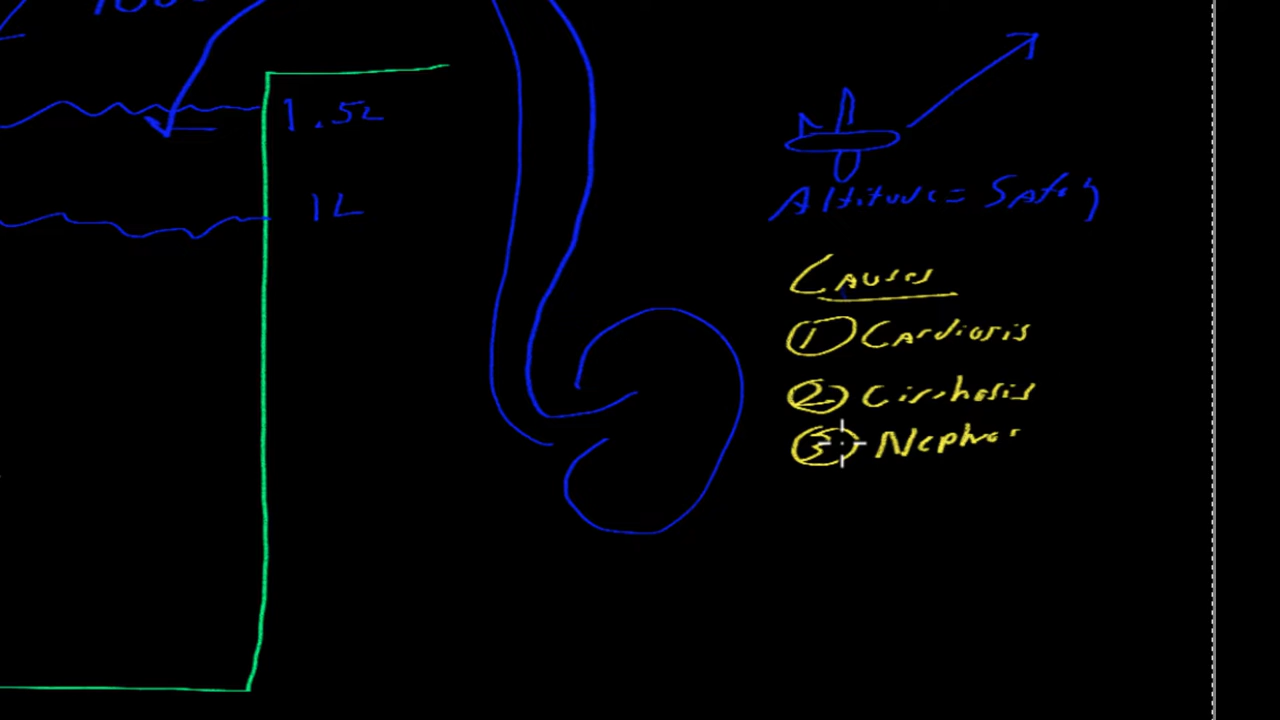 1.5L
1L
Altitude = Safety
Causes
① Cardiosis
② Cirrhosis
③ Nephro